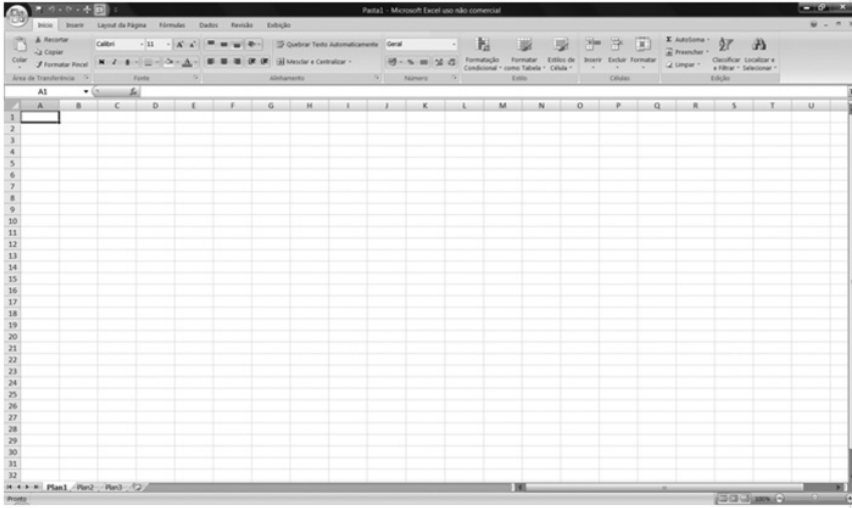 Pasta1 - Microsoft Excel uso não comercial
Início Inserir Layout da Página Fórmulas Dados Revisão Exibição
Colar
Recortar
Copiar
Formatar Pincel
Área de Transferência
Calibri 11
N I S
Fonte
Quebrar Texto Automaticamente
Mesclar e Centralizar
Alinhamento
Geral
% 000
Número
Formatação Condicional
Formatar como Tabela
Estilos de Célula
Estilo
Inserir Excluir Formatar
Células
Σ AutoSoma
Preencher
Limpar
Classificar e Filtrar
Localizar e Selecionar
Edição
A1 fx
A B C D E F G H I J K L M N O P Q R S T U
1
2
3
4
5
6
7
8
9
10
11
12
13
14
15
16
17
18
19
20
21
22
23
24
25
26
27
28
29
30
31
32
Plan1 Plan2 Plan3
Pronto 100%